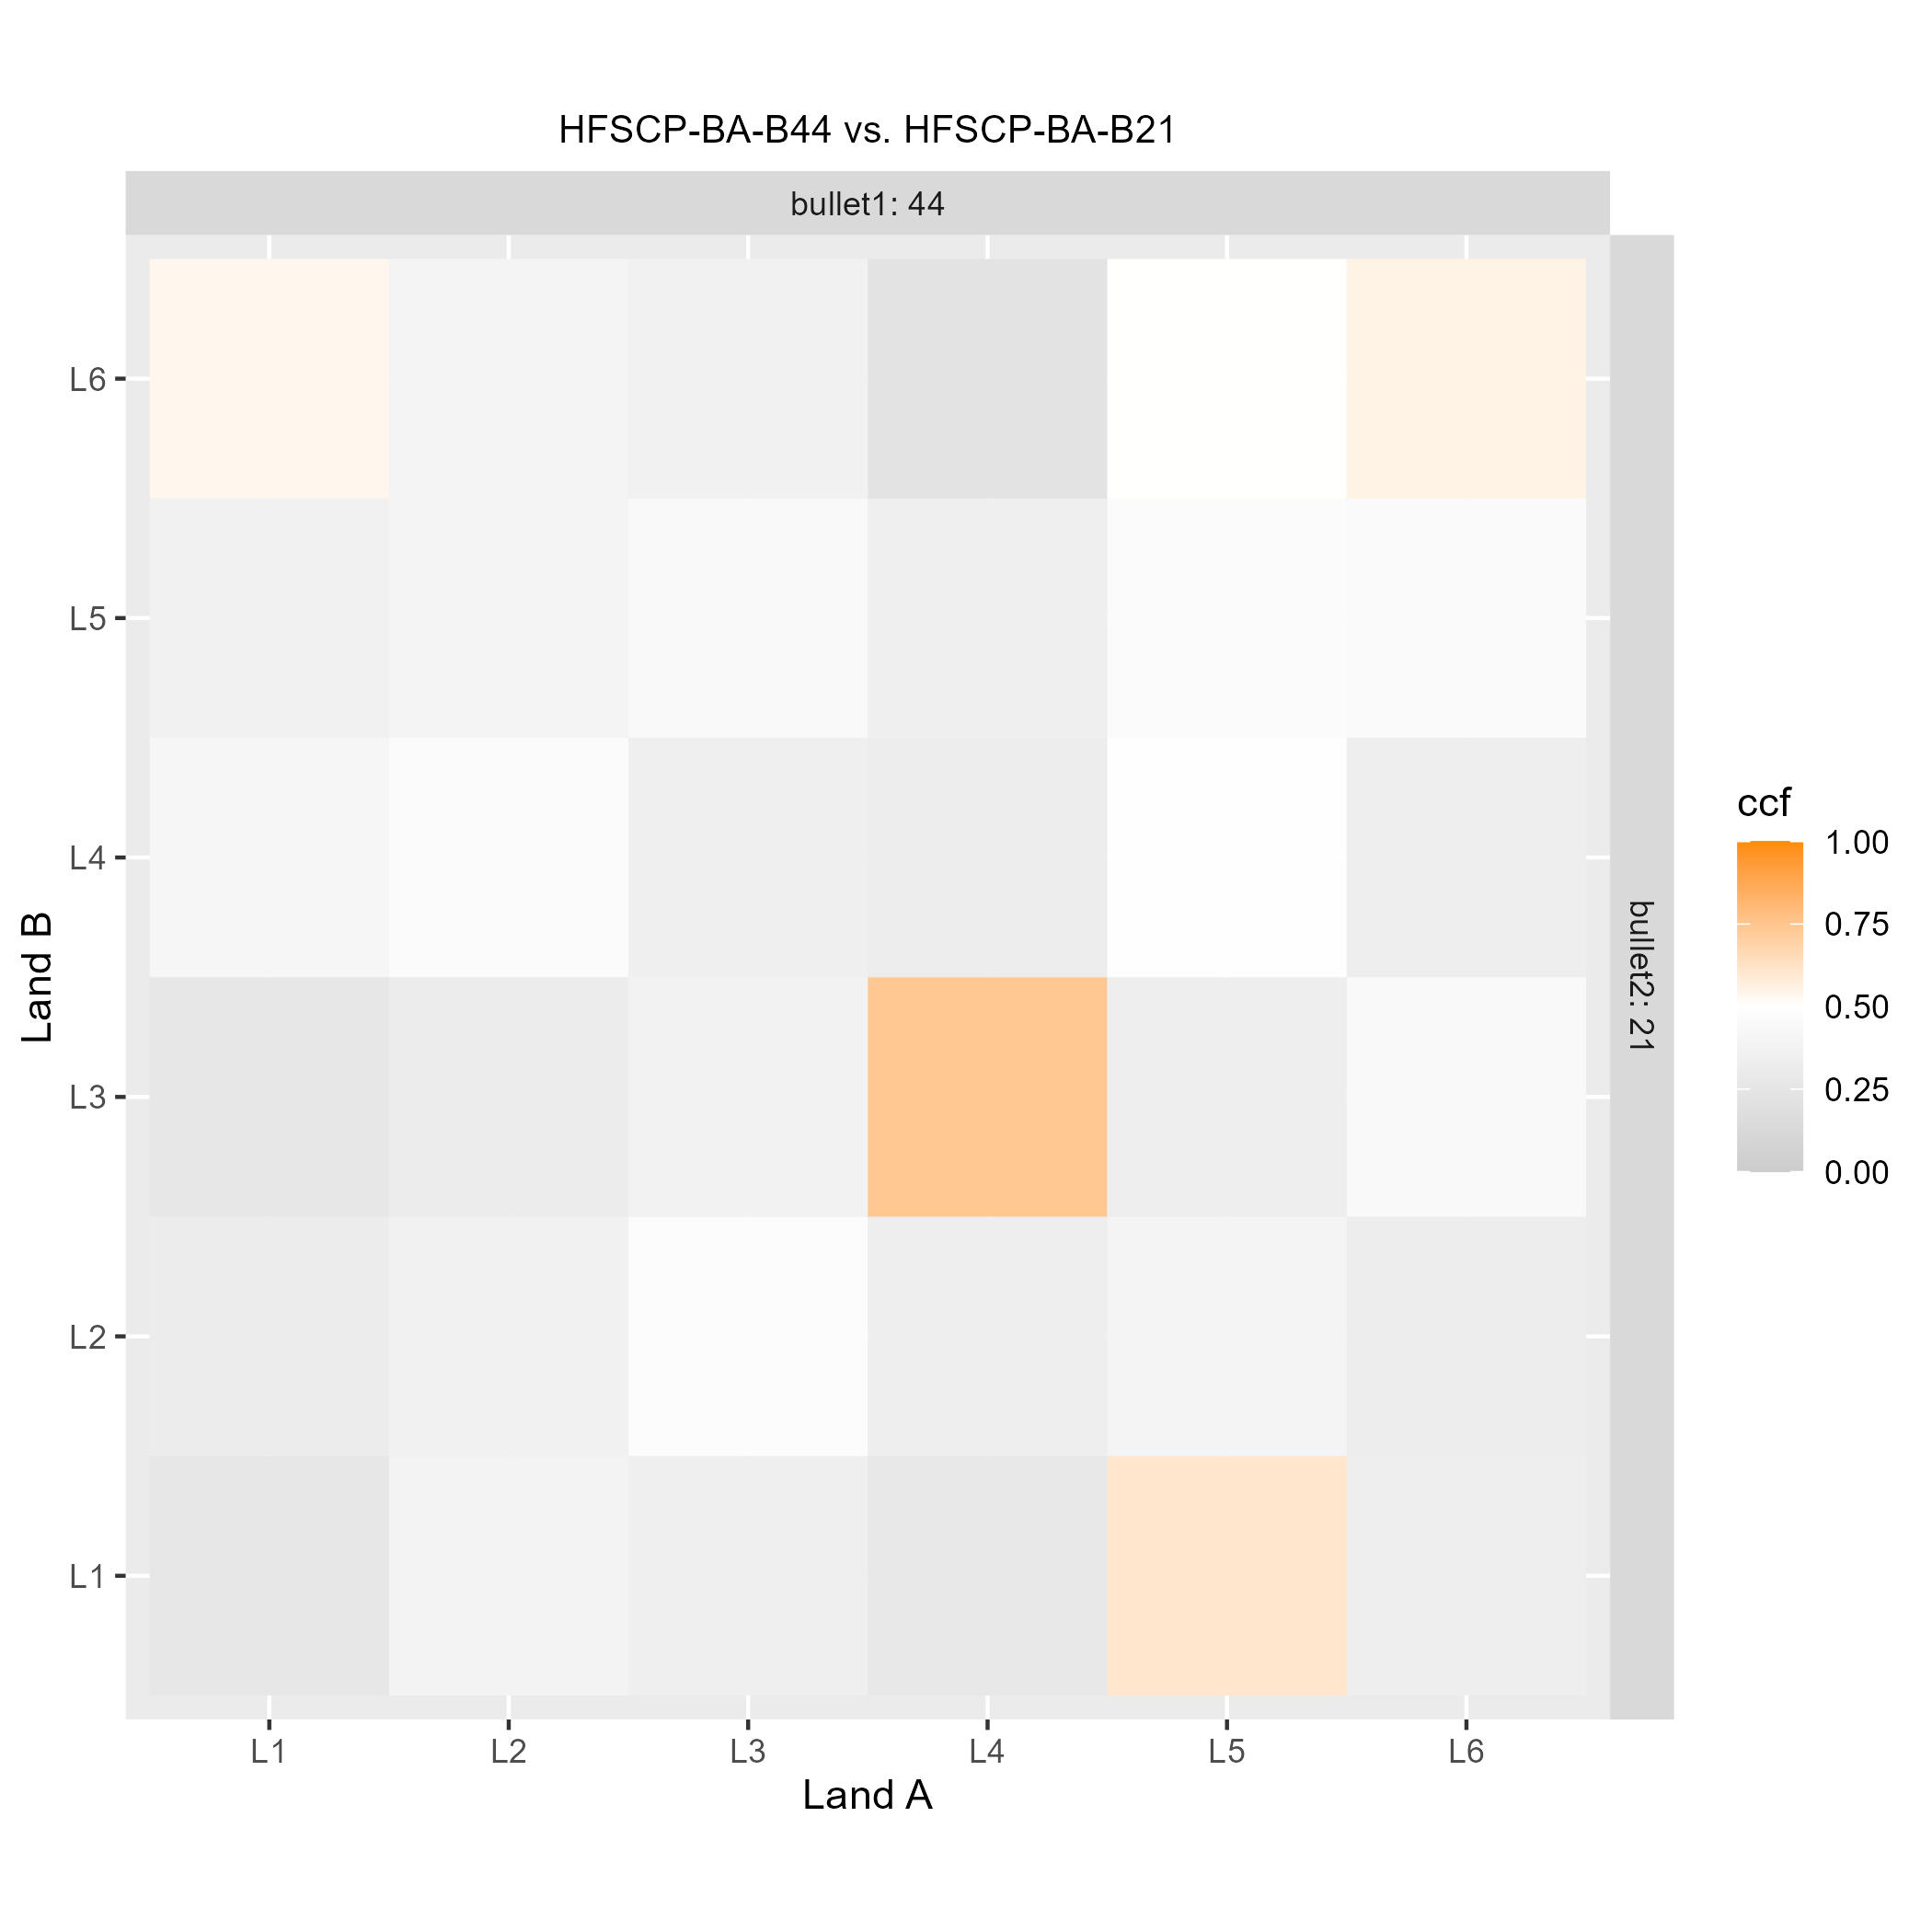 HFSCP-BA-B44 vs. HFSCP-BA-B21
bullet1: 44
L6
L5
L4
L3
L2
L1
Land B
bullet2: 21
L1 L2 L3 L4 L5 L6
Land A
ccf
1.00
0.75
0.50
0.25
0.00